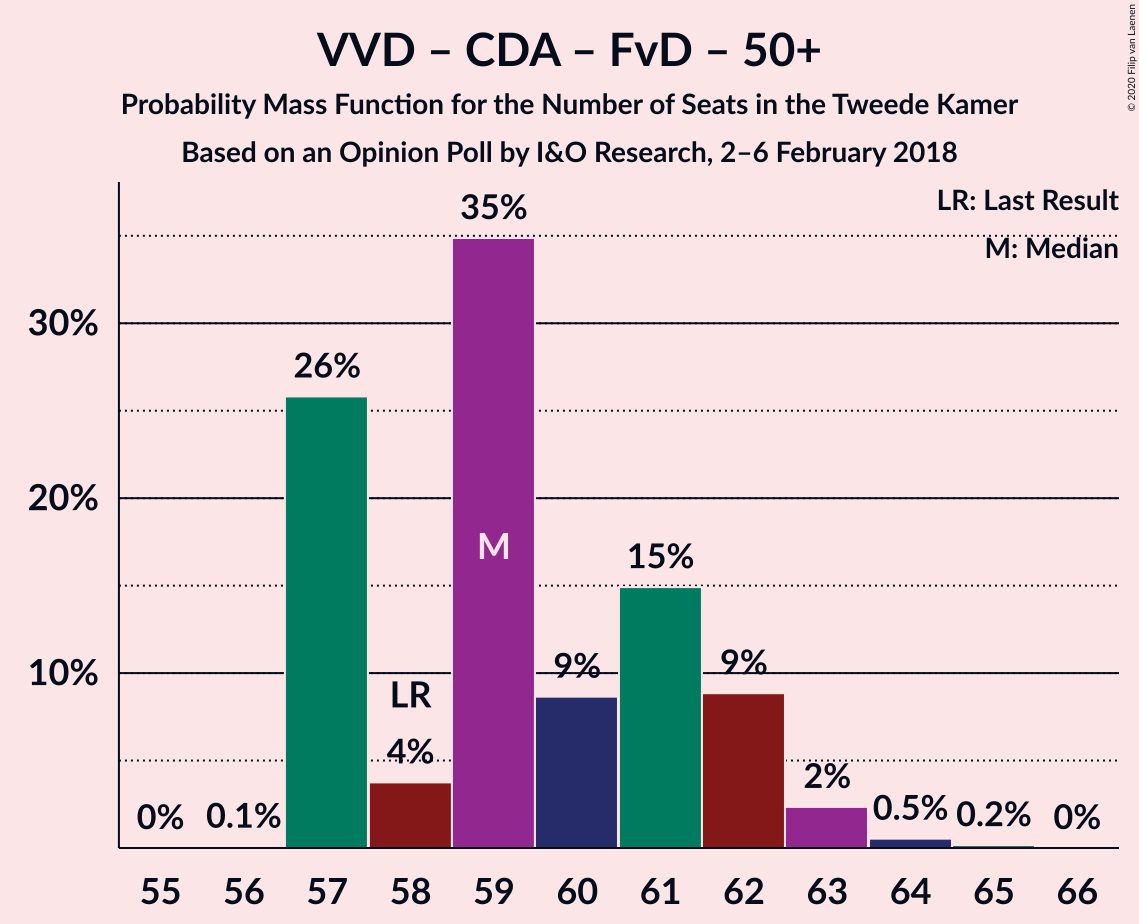 VVD – CDA – FvD – 50+
Probability Mass Function for the Number of Seats in the Tweede Kamer
Based on an Opinion Poll by I&O Research, 2–6 February 2018
© 2020 Filip van Laenen
LR: Last Result
M: Median
35%
30%
26%
20%
M
15%
10%
9%
9%
LR
4%
2%
0%
0.1%
0.5%
0.2%
0%
55 56 57 58 59 60 61 62 63 64 65 66